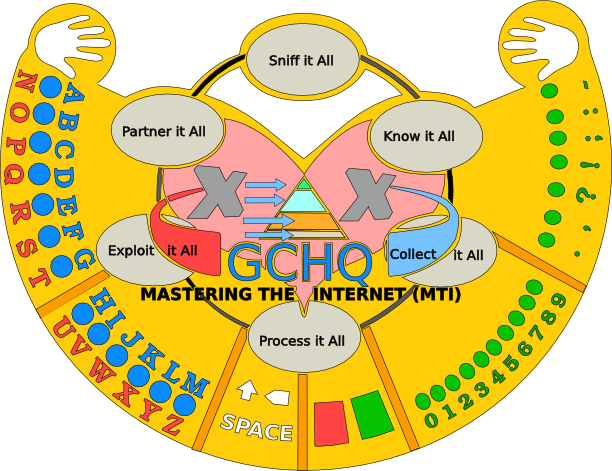 Sniff it All
Partner it All
Know it All
Exploit it All
Collect it All
Process it All
X X
GCHQ
MASTERING THE INTERNET (MTI)
A B C D E F G
N O P Q R S T
H I J K L M
U V W X Y Z
SPACE
0 1 2 3 4 5 6 7 8 9
. , ? ! ; : -